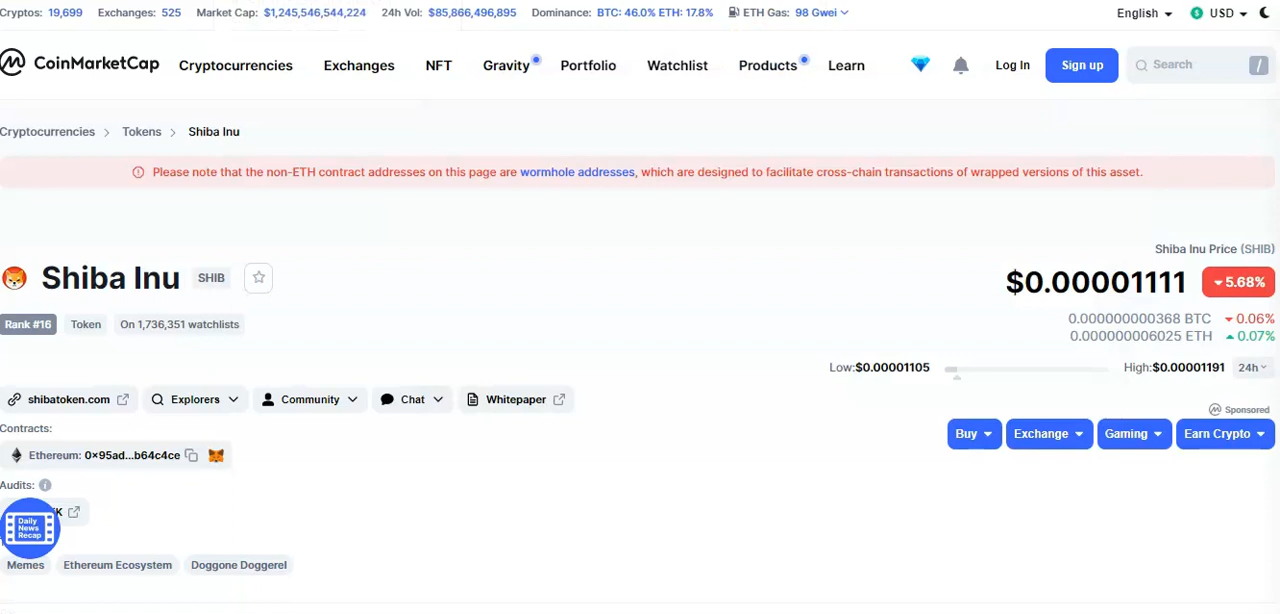 Cryptos: 19,699 Exchanges: 525 Market Cap: $1,245,546,544,224 24h Vol: $85,866,496,895 Dominance: BTC: 46.0% ETH: 17.8% ETH Gas: 98 Gwei English USD
CoinMarketCap Cryptocurrencies Exchanges NFT Gravity Portfolio Watchlist Products Learn Log In Sign up Search /
Cryptocurrencies > Tokens > Shiba Inu
Please note that the non-ETH contract addresses on this page are wormhole addresses, which are designed to facilitate cross-chain transactions of wrapped versions of this asset.
Shiba Inu Price (SHIB)
Shiba Inu SHIB $0.00001111 5.68%
0.000000000368 BTC 0.06%
Rank #16 Token On 1,736,351 watchlists
0.000000006025 ETH 0.07%
Low:$0.00001105 High:$0.00001191 24h
shibatoken.com Explorers Community Chat Whitepaper
Sponsored
Contracts:
Buy Exchange Gaming Earn Crypto
Ethereum: 0x95ad...b64c4ce
Audits:
K
Daily
News
Recap
Memes Ethereum Ecosystem Doggone Doggerel